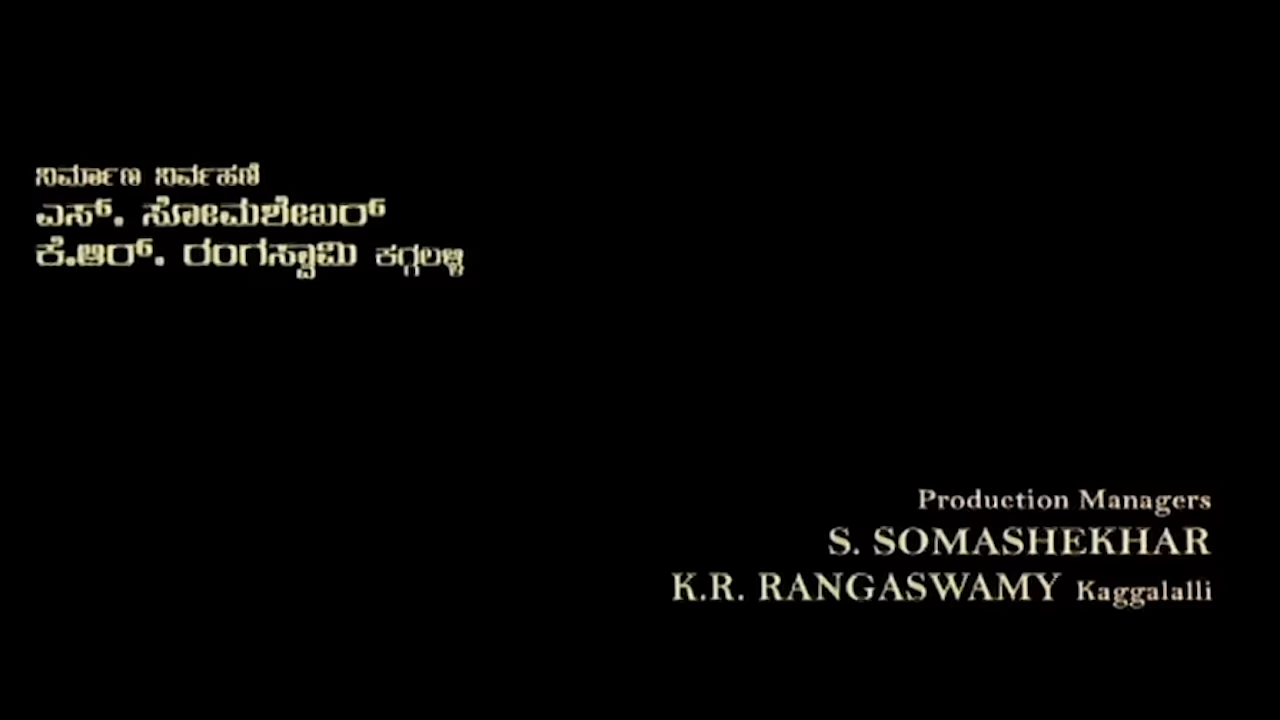 ನಿರ್ಮಾಣ ನಿರ್ವಹಣೆ
ಎಸ್. ಸೋಮಶೇಖರ್
ಕೆ.ಆರ್. ರಂಗಸ್ವಾಮಿ ಕಗ್ಗಲಳ್ಳಿ
Production Managers
S. SOMASHEKHAR
K.R. RANGASWAMY Kaggalalli